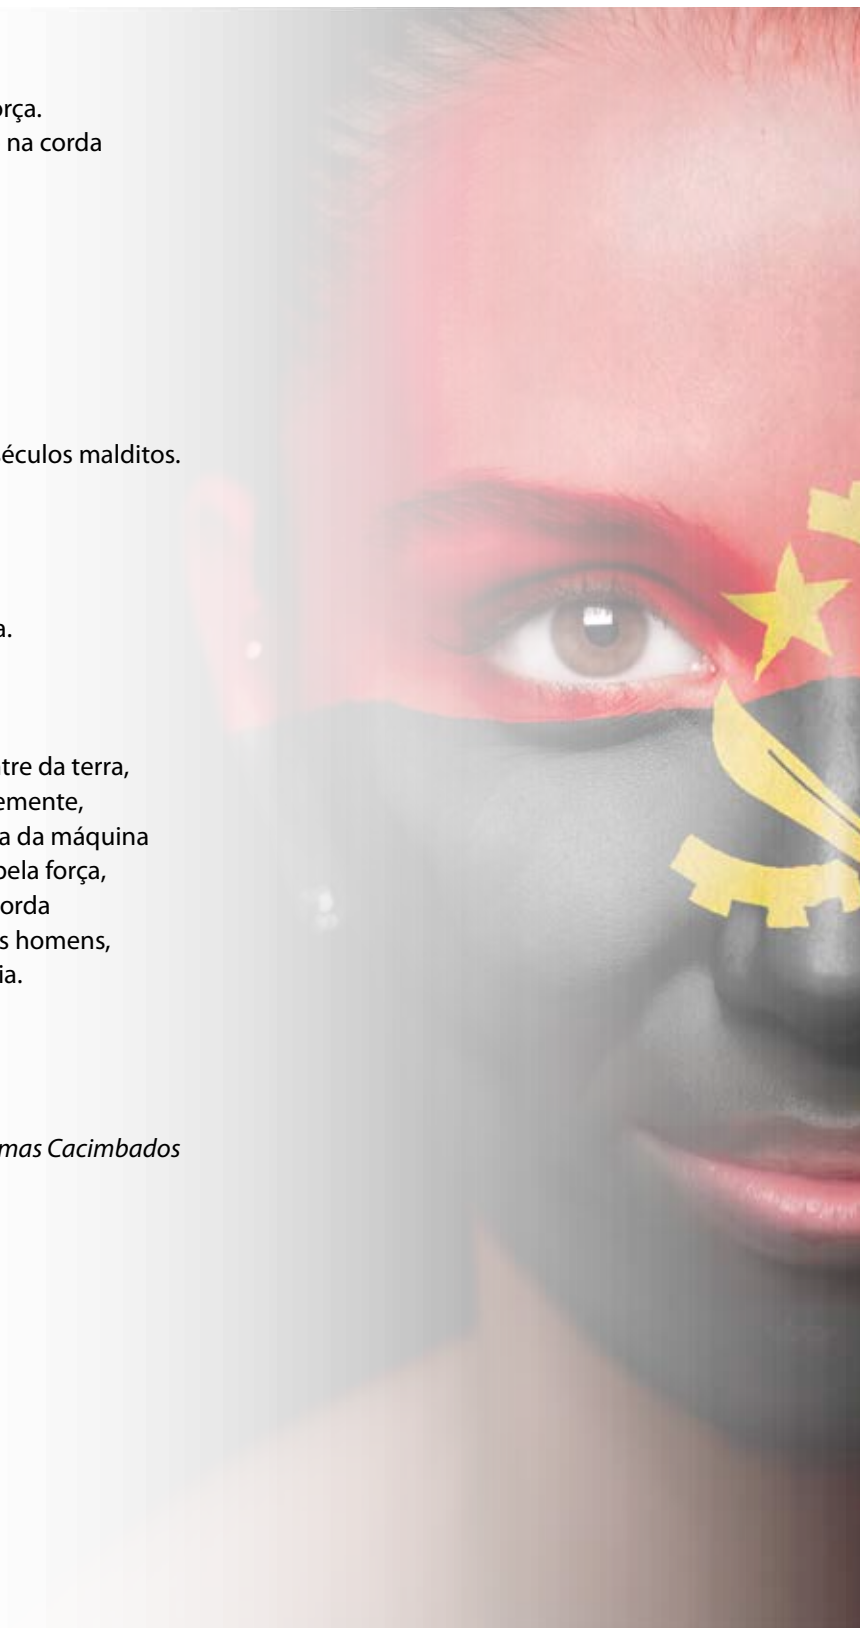 orça.
na corda
éculos malditos.
a.
tre da terra,
emente,
a da máquina
pela força,
orda
s homens,
ia.
mas Cacimbados